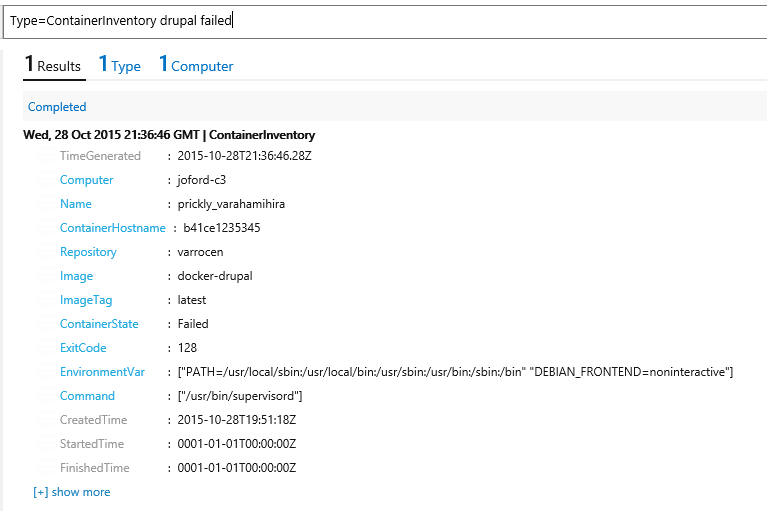 Type=ContainerInventory drupal failed
1 Results 1 Type 1 Computer
Completed
Wed, 28 Oct 2015 21:36:46 GMT | ContainerInventory
TimeGenerated : 2015-10-28T21:36:46.28Z
Computer : joford-c3
Name : prickly_varahamihira
ContainerHostname : b41ce1235345
Repository : varrocen
Image : docker-drupal
ImageTag : latest
ContainerState : Failed
ExitCode : 128
EnvironmentVar : ["PATH=/usr/local/sbin:/usr/local/bin:/usr/sbin:/usr/bin:/sbin:/bin" "DEBIAN_FRONTEND=noninteractive"]
Command : ["/usr/bin/supervisord"]
CreatedTime : 2015-10-28T19:51:18Z
StartedTime : 0001-01-01T00:00:00Z
FinishedTime : 0001-01-01T00:00:00Z
[+] show more